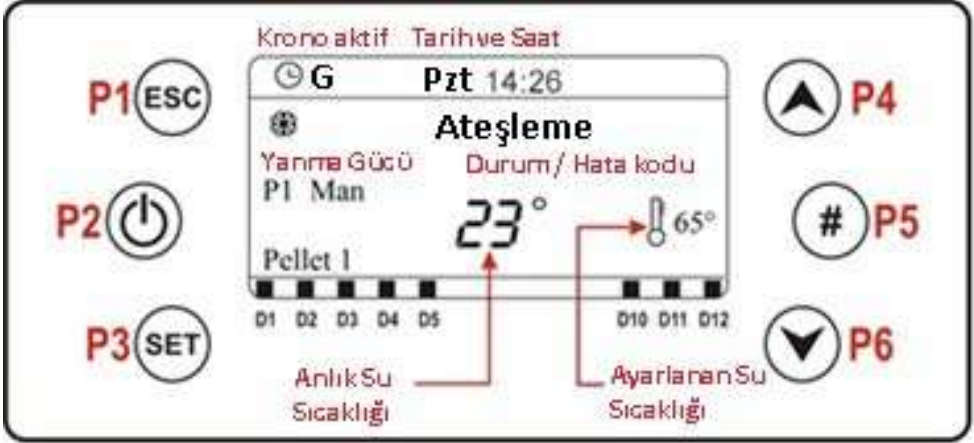 Krono aktif Tarih ve Saat
G Pzt 14:26
P1 ESC
P4
Ateşleme
Yanma Gücü Durum / Hata kodu
P1 Man
P2
23° 65°
# P5
Pellet 1
D1 D2 D3 D4 D5 D10 D11 D12
P3 SET
P6
Anlık Su
Sıcaklığı
Ayarlanan Su
Sıcaklığı